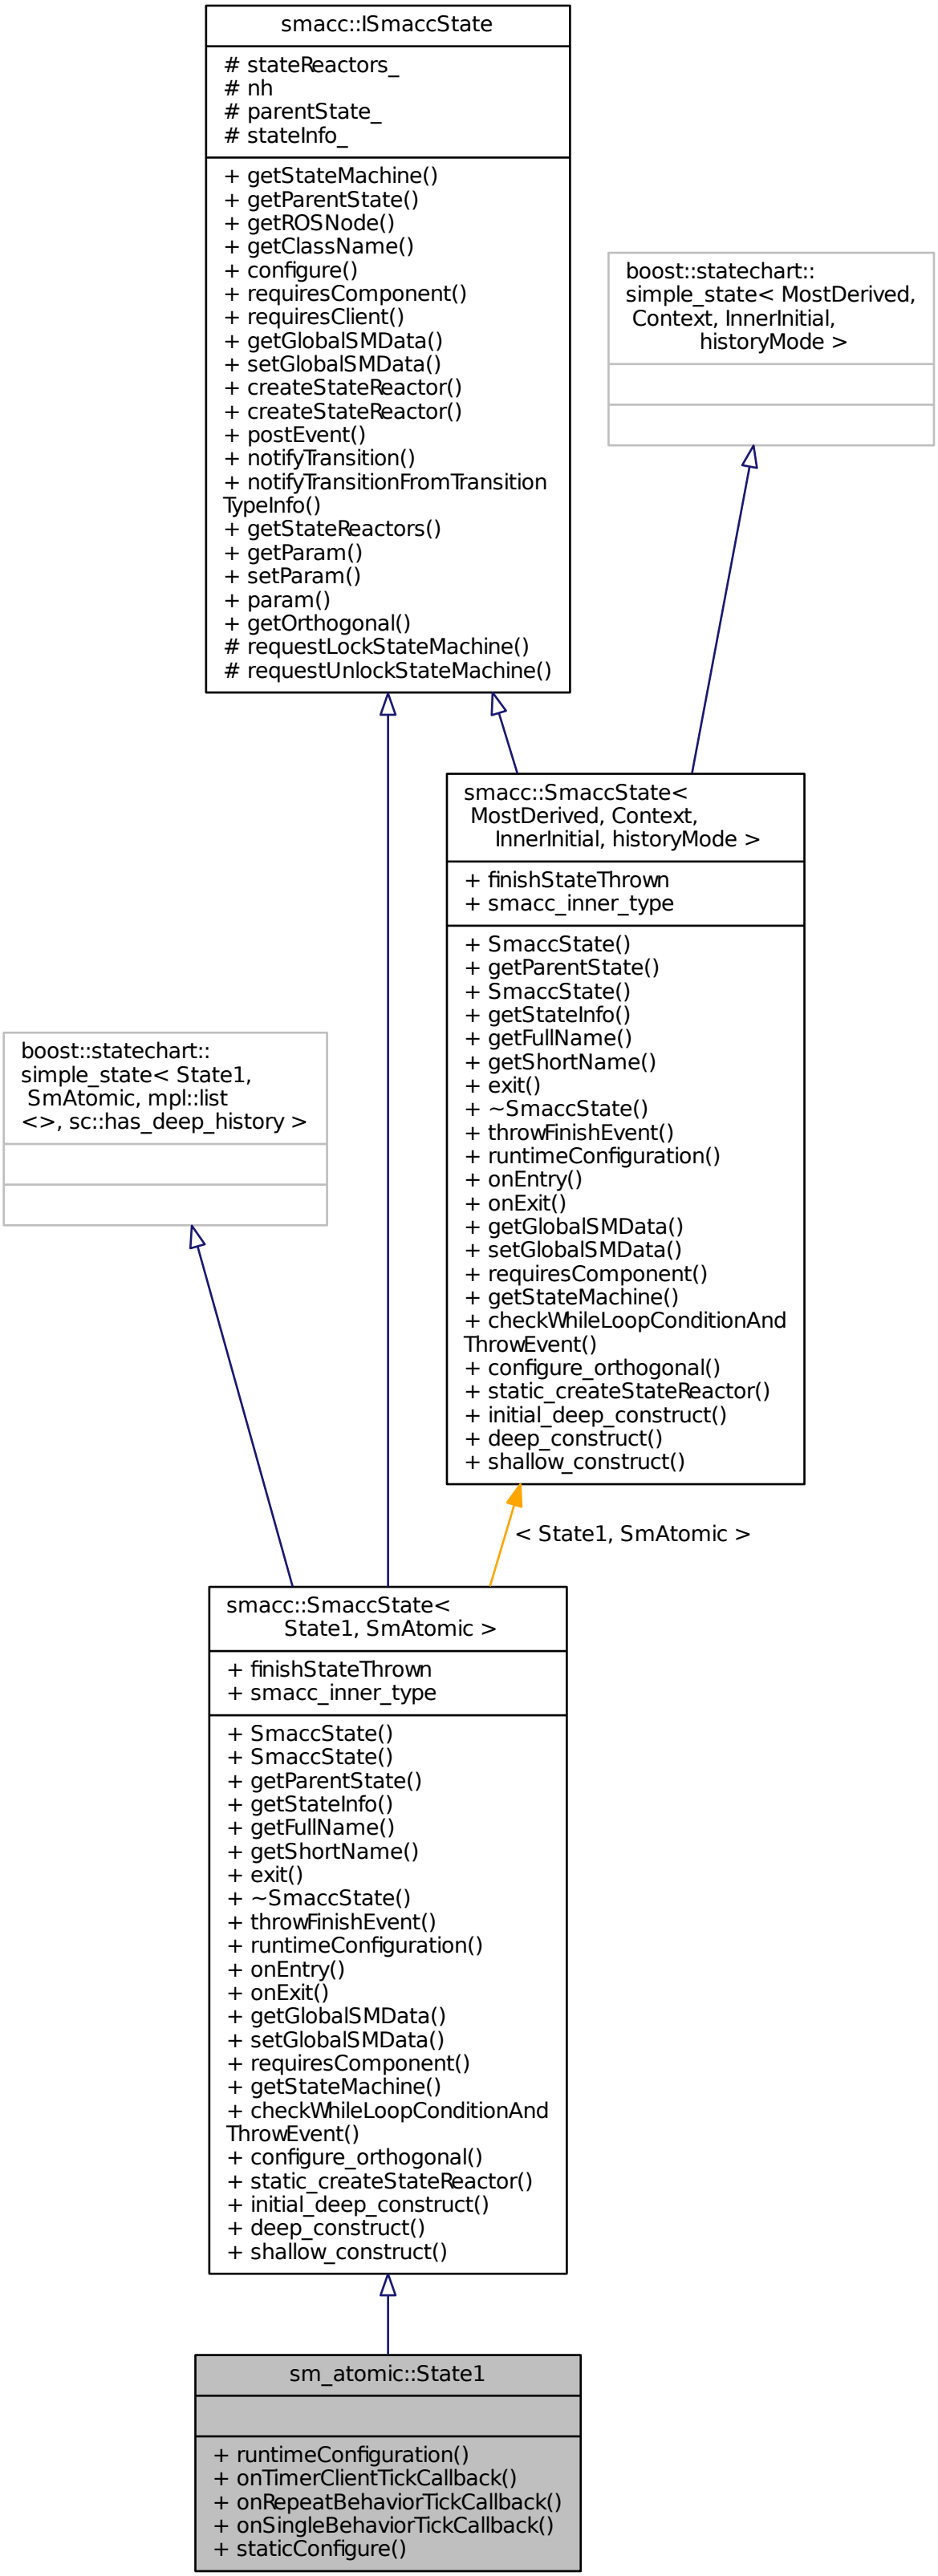 smacc::ISmaccState
# stateReactors_
# nh
# parentState_
# stateInfo_
+ getStateMachine()
+ getParentState()
+ getROSNode()
+ getClassName()
+ configure()
+ requiresComponent()
+ requiresClient()
+ getGlobalSMData()
+ setGlobalSMData()
+ createStateReactor()
+ createStateReactor()
+ postEvent()
+ notifyTransition()
+ notifyTransitionFromTransition
TypeInfo()
+ getStateReactors()
+ getParam()
+ setParam()
+ param()
+ getOrthogonal()
# requestLockStateMachine()
# requestUnlockStateMachine()
boost::statechart::
simple_state< MostDerived,
Context, InnerInitial,
historyMode >
smacc::SmaccState<
MostDerived, Context,
InnerInitial, historyMode >
+ finishStateThrown
+ smacc_inner_type
+ SmaccState()
+ getParentState()
+ SmaccState()
+ getStateInfo()
+ getFullName()
+ getShortName()
+ exit()
+ ~SmaccState()
+ throwFinishEvent()
+ runtimeConfiguration()
+ onEntry()
+ onExit()
+ getGlobalSMData()
+ setGlobalSMData()
+ requiresComponent()
+ getStateMachine()
+ checkWhileLoopConditionAnd
ThrowEvent()
+ configure_orthogonal()
+ static_createStateReactor()
+ initial_deep_construct()
+ deep_construct()
+ shallow_construct()
boost::statechart::
simple_state< State1,
SmAtomic, mpl::list
<>, sc::has_deep_history >
< State1, SmAtomic >
smacc::SmaccState<
State1, SmAtomic >
+ finishStateThrown
+ smacc_inner_type
+ SmaccState()
+ SmaccState()
+ getParentState()
+ getStateInfo()
+ getFullName()
+ getShortName()
+ exit()
+ ~SmaccState()
+ throwFinishEvent()
+ runtimeConfiguration()
+ onEntry()
+ onExit()
+ getGlobalSMData()
+ setGlobalSMData()
+ requiresComponent()
+ getStateMachine()
+ checkWhileLoopConditionAnd
ThrowEvent()
+ configure_orthogonal()
+ static_createStateReactor()
+ initial_deep_construct()
+ deep_construct()
+ shallow_construct()
sm_atomic::State1
+ runtimeConfiguration()
+ onTimerClientTickCallback()
+ onRepeatBehaviorTickCallback()
+ onSingleBehaviorTickCallback()
+ staticConfigure()